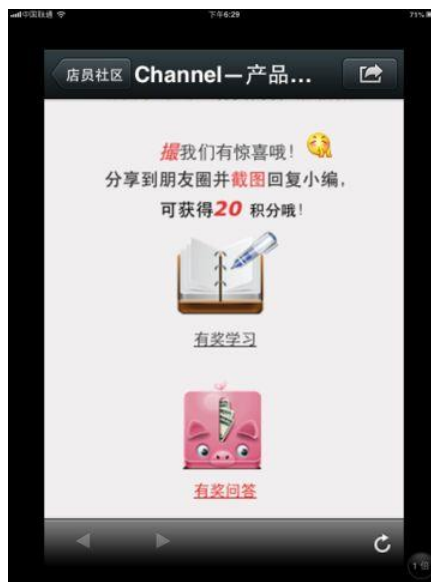 中国联通 下午6:29 71%
店员社区 Channel—产品...
撮我们有惊喜哦！
分享到朋友圈并截图回复小编，
可获得20 积分哦！
有奖学习
有奖问答
1 倍